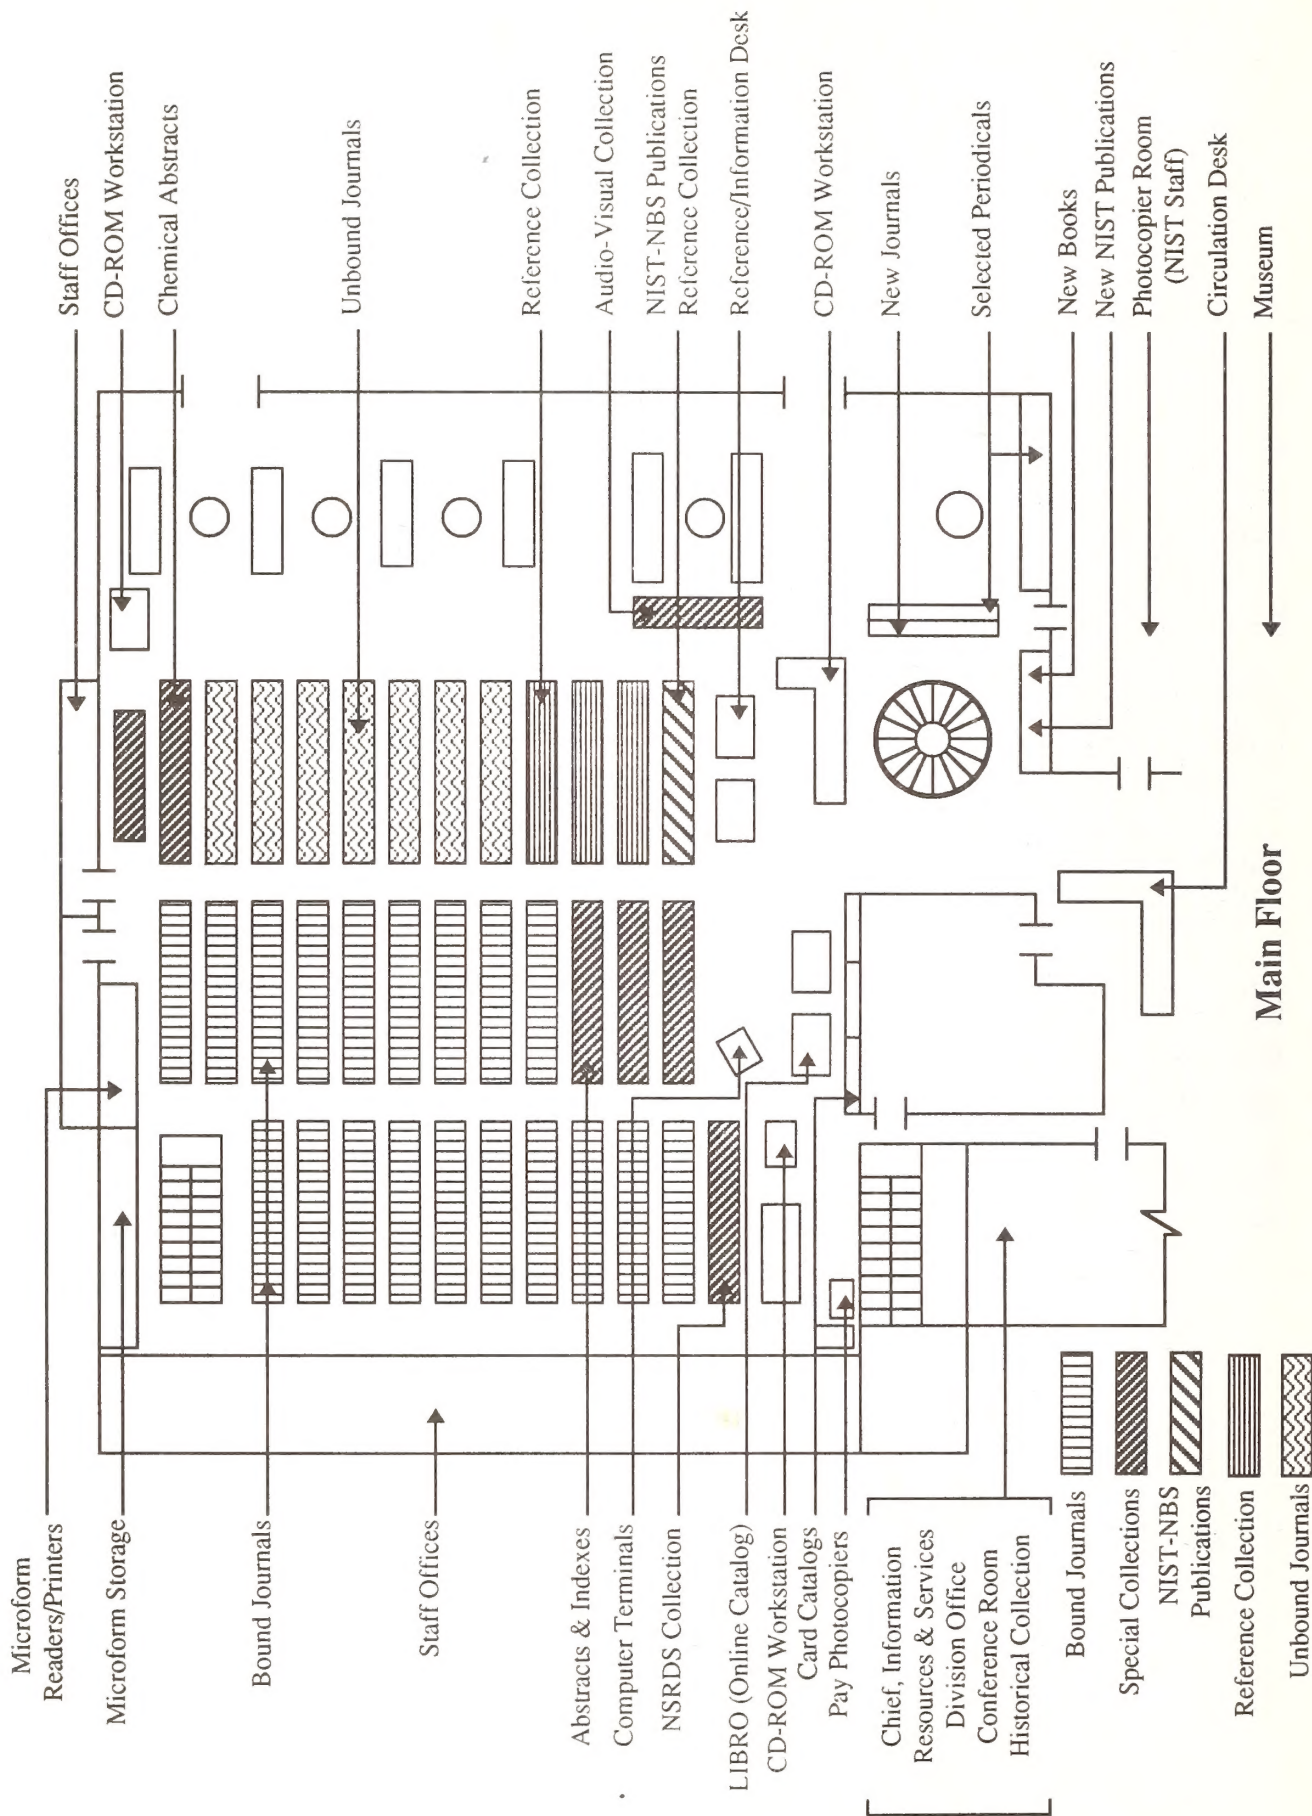 Staff Offices
CD-ROM Workstation
Chemical Abstracts
Unbound Journals
Reference Collection
Audio-Visual Collection
NIST-NBS Publications
Reference Collection
Reference/Information Desk
CD-ROM Workstation
New Journals
Selected Periodicals
New Books
New NIST Publications
Photocopier Room
(NIST Staff)
Circulation Desk
Museum
Main Floor
Microform
Readers/Printers
Microform Storage
Bound Journals
Staff Offices
Abstracts & Indexes
Computer Terminals
NSRDS Collection
LIBRO (Online Catalog)
CD-ROM Workstation
Card Catalogs
Pay Photocopiers
Chief, Information
Resources & Services
Division Office
Conference Room
Historical Collection
Bound Journals
Special Collections
NIST-NBS
Publications
Reference Collection
Unbound Journals